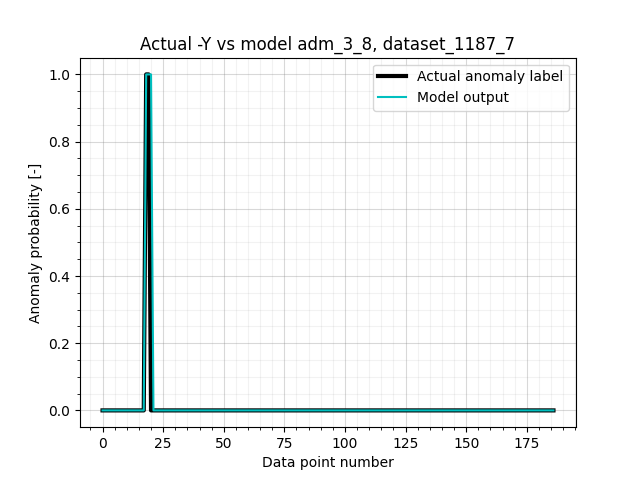 Actual -Y vs model adm_3_8, dataset_1187_7
Actual anomaly label
Model output
Anomaly probability [-]
1.0
0.8
0.6
0.4
0.2
0.0
0 25 50 75 100 125 150 175
Data point number